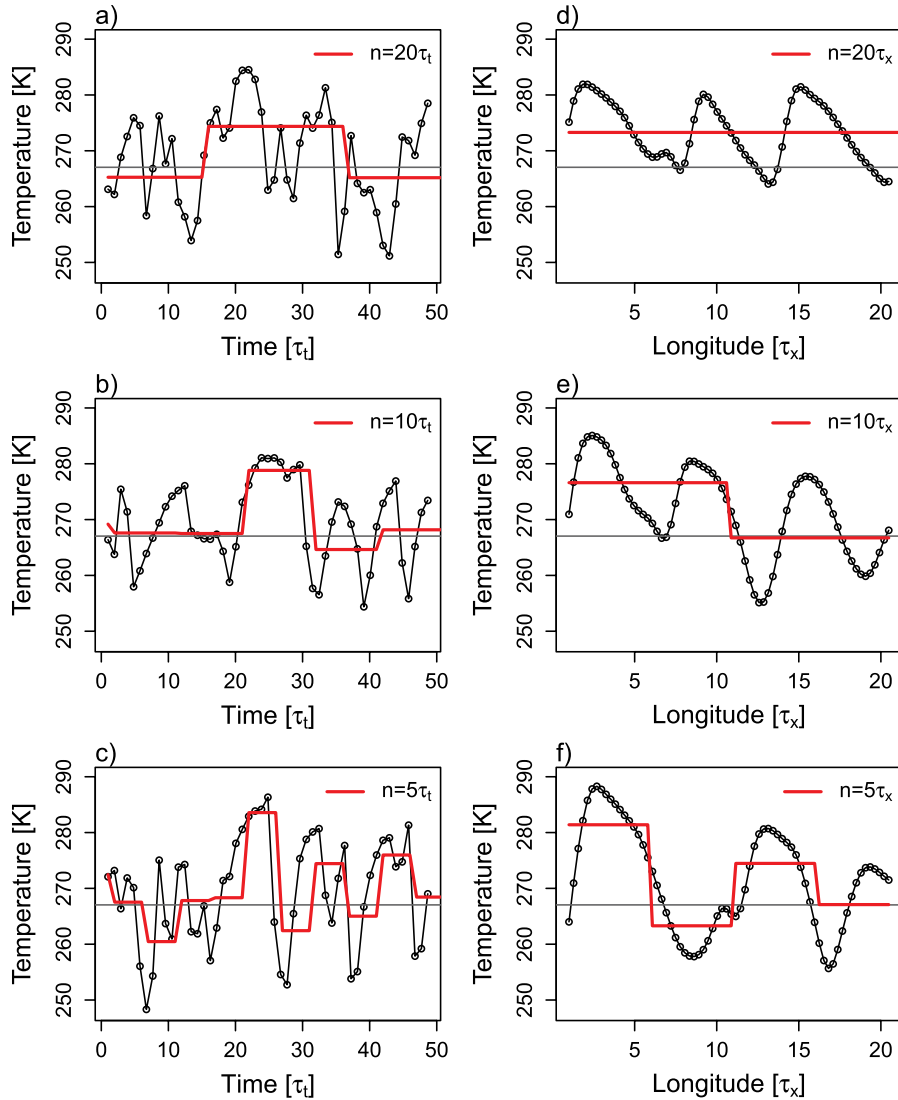 a)
n=20τt
Temperature [K]
250 260 270 280 290
0 10 20 30 40 50
Time [τt]
d)
n=20τx
Temperature [K]
250 260 270 280 290
5 10 15 20
Longitude [τx]
b)
n=10τt
Temperature [K]
250 260 270 280 290
0 10 20 30 40 50
Time [τt]
e)
n=10τx
Temperature [K]
250 260 270 280 290
5 10 15 20
Longitude [τx]
c)
n=5τt
Temperature [K]
250 260 270 280 290
0 10 20 30 40 50
Time [τt]
f)
n=5τx
Temperature [K]
250 260 270 280 290
5 10 15 20
Longitude [τx]